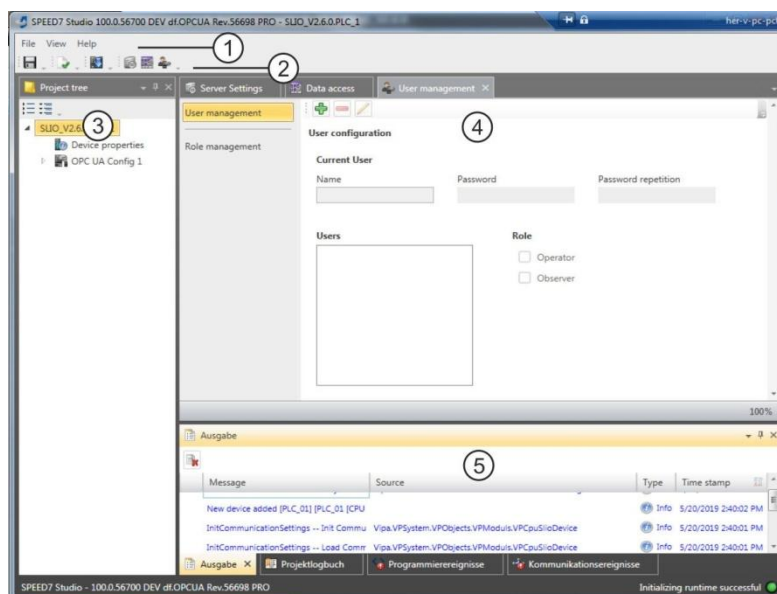 SPEED7 Studio 100.0.56700 DEV df.OPCUA Rev.56698 PRO - SLIO_V2.6.0.PLC_1
her-v-pc-pct
File View Help
1
2
Project tree
Server Settings
Data access
User management
3
SLIO_V2.6.
Device properties
OPC UA Config 1
User management
Role management
4
User configuration
Current User
Name Password Password repetition
Users Role
Operator
Observer
100%
Ausgabe
5
Message Source Type Time stamp
New device added [PLC_01] [PLC_01 [CPU Info 5/20/2019 2:40:02 PM
InitCommunicationSettings -- Init Commu Vipa.VPSystem.VPObjects.VPModuls.VPCpuSlioDevice Info 5/20/2019 2:40:01 PM
InitCommunicationSettings -- Load Comm Vipa.VPSystem.VPObjects.VPModuls.VPCpuSlioDevice Info 5/20/2019 2:40:01 PM
Ausgabe Projektlogbuch Programmierereignisse Kommunikationsereignisse
SPEED7 Studio - 100.0.56700 DEV df.OPCUA Rev.56698 PRO Initializing runtime successful